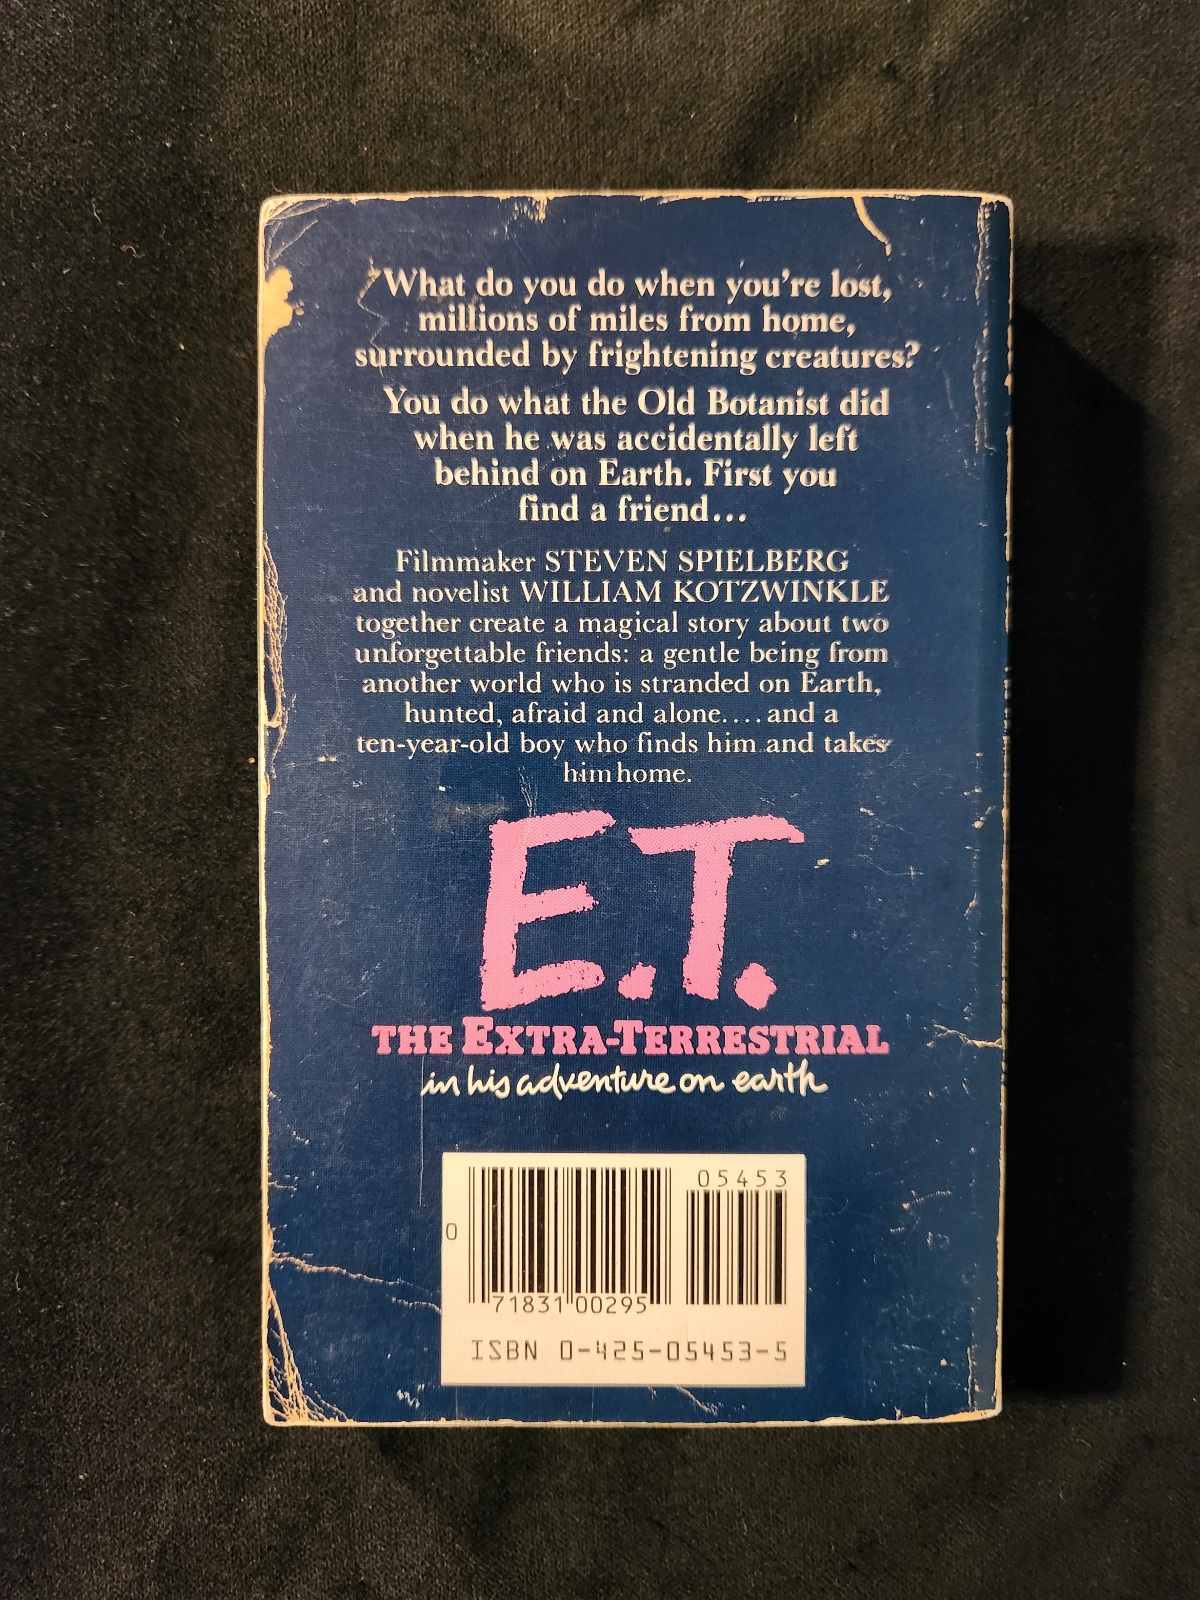 What do you do when you're lost,
millions of miles from home,
surrounded by frightening creatures?
You do what the Old Botanist did
when he was accidentally left
behind on Earth. First you
find a friend...
Filmmaker STEVEN SPIELBERG
and novelist WILLIAM KOTZWINKLE
together create a magical story about two
unforgettable friends: a gentle being from
another world who is stranded on Earth,
hunted, afraid and alone....and a
ten-year-old boy who finds him and takes
him home.
E.T.
THE EXTRA-TERRESTRIAL
in his adventure on earth
05453
0
71831 00295
ISBN 0-425-05453-5